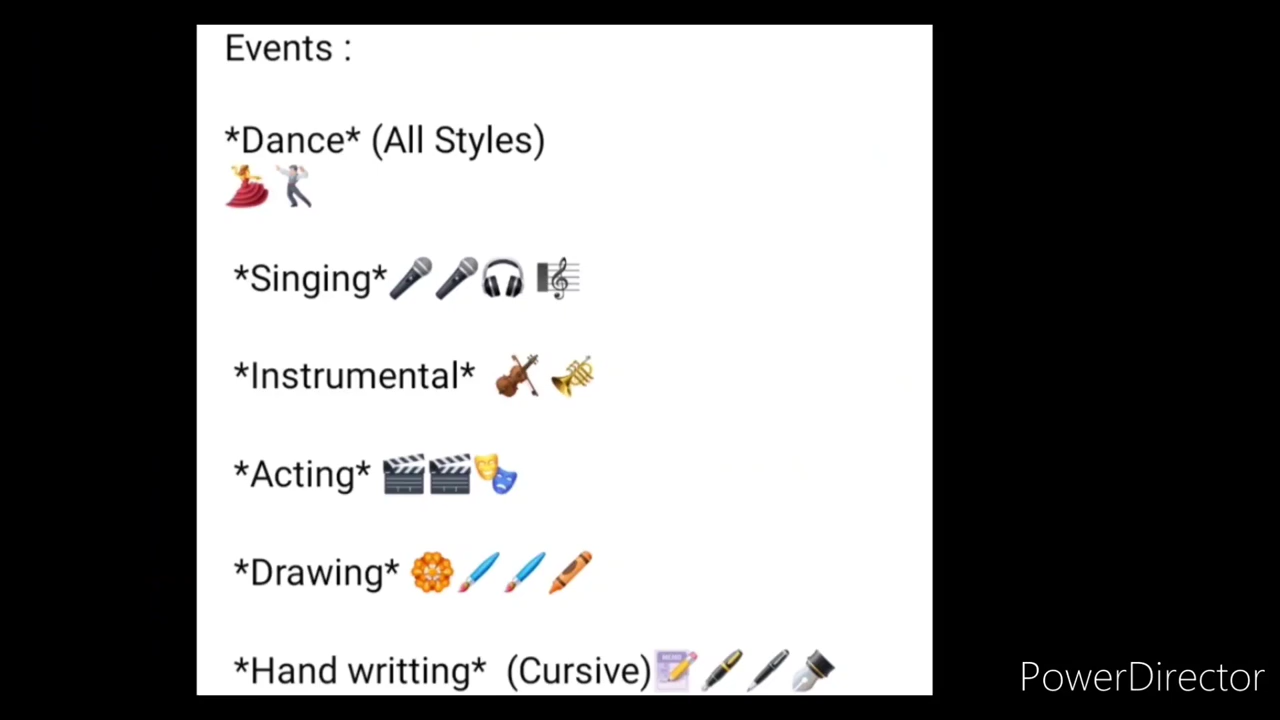 Events :
*Dance* (All Styles)
💃🕺
*Singing*🎤🎤🎧🎼
*Instrumental* 🎻🎺
*Acting* 🎬🎬🎭
*Drawing* 🏵🖌🖌🖍
*Hand writting* (Cursive)📝🖋🖊✒
PowerDirector